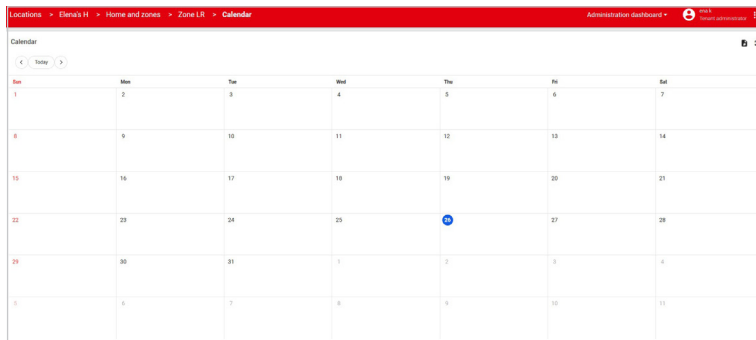 Locations > Elena's H > Home and zones > Zone LR > Calendar
Administration dashboard
Tenant administrator
Calendar
< Today >
Sun Mon Tue Wed Thu Fri Sat
1 2 3 4 5 6 7
8 9 10 11 12 13 14
15 16 17 18 19 20 21
22 23 24 25 26 27 28
29 30 31 1 2 3 4
5 6 7 8 9 10 11